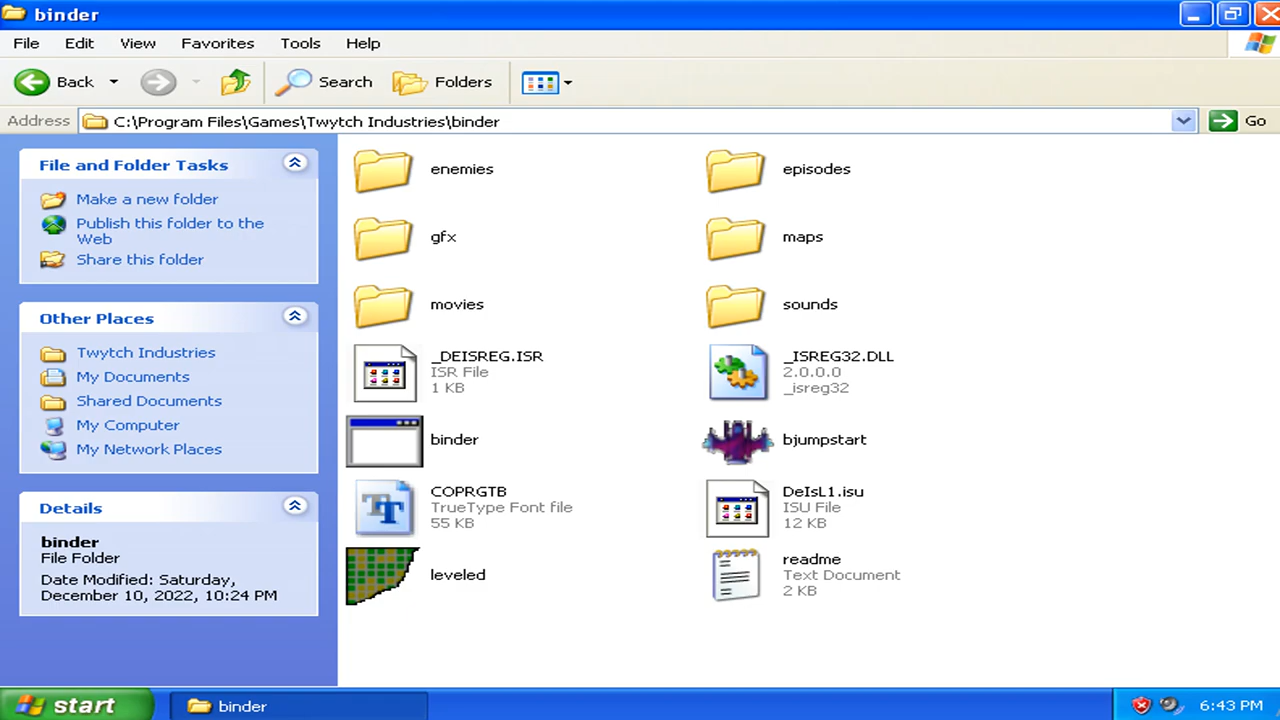 binder
File Edit View Favorites Tools Help
Back Search Folders
Address C:\Program Files\Games\Twytch Industries\binder Go
File and Folder Tasks
Make a new folder
Publish this folder to the
Web
Share this folder
Other Places
Twytch Industries
My Documents
Shared Documents
My Computer
My Network Places
Details
binder
File Folder
Date Modified: Saturday,
December 10, 2022, 10:24 PM
enemies
episodes
gfx
maps
movies
sounds
_DEISREG.ISR
ISR File
1 KB
_ISREG32.DLL
2.0.0.0
_isreg32
binder
bjumpstart
COPRGTB
TrueType Font file
55 KB
DeIsL1.isu
ISU File
12 KB
leveled
readme
Text Document
2 KB
start binder 6:43 PM